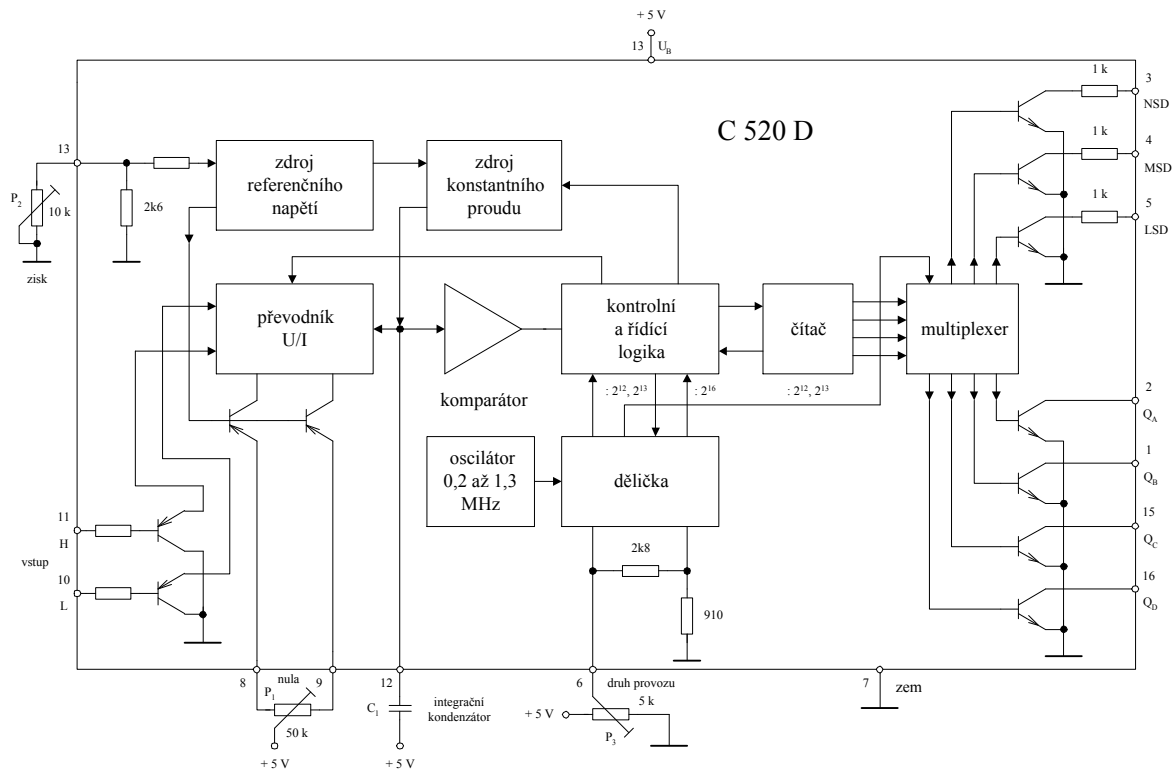 + 5 V
13 U_B
C 520 D
1 k
3
NSD
1 k
4
MSD
1 k
5
LSD
13
P_2
10 k
2k6
zisk
zdroj
referenčního
napětí
zdroj
konstantního
proudu
převodník
U/I
komparátor
kontrolní
a řídící
logika
čítač
multiplexer
: 2^12, 2^13
: 2^16
: 2^12, 2^13
oscilátor
0,2 až 1,3
MHz
dělička
2
Q_A
1
Q_B
15
Q_C
16
Q_D
11
H
vstup
10
L
2k8
910
8
nula
9
P_1
50 k
+ 5 V
12
C_1
integrační
kondenzátor
+ 5 V
6
druh provozu
5 k
+ 5 V
P_3
7
zem